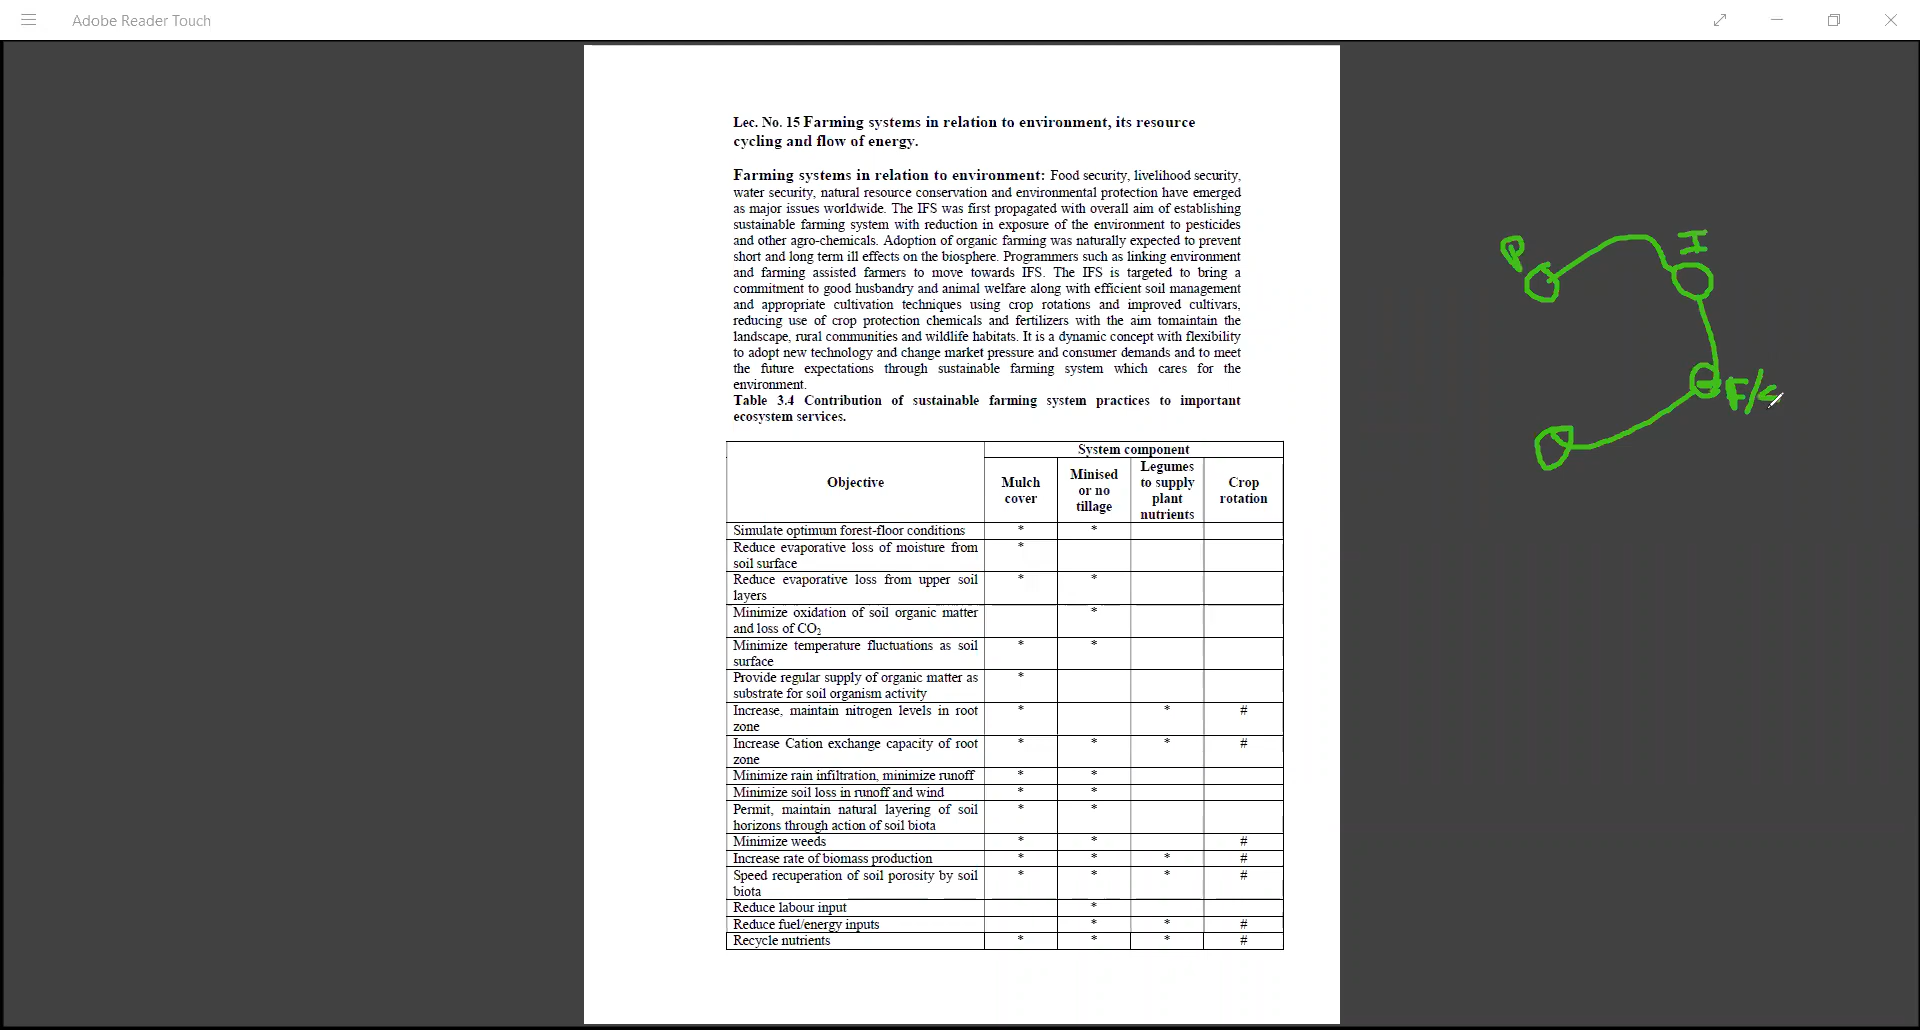 Adobe Reader Touch
Lec. No. 15 Farming systems in relation to environment, its resource
cycling and flow of energy.
Farming systems in relation to environment: Food security, livelihood security,
water security, natural resource conservation and environmental protection have emerged
as major issues worldwide. The IFS was first propagated with overall aim of establishing
sustainable farming system with reduction in exposure of the environment to pesticides
and other agro-chemicals. Adoption of organic farming was naturally expected to prevent
short and long term ill effects on the biosphere. Programmers such as linking environment
and farming assisted farmers to move towards IFS. The IFS is targeted to bring a
commitment to good husbandry and animal welfare along with efficient soil management
and appropriate cultivation techniques using crop rotations and improved cultivars,
reducing use of crop protection chemicals and fertilizers with the aim tomaintain the
landscape, rural communities and wildlife habitats. It is a dynamic concept with flexibility
to adopt new technology and change market pressure and consumer demands and to meet
the future expectations through sustainable farming system which cares for the
environment.
Table 3.4 Contribution of sustainable farming system practices to important
ecosystem services.
Objective
System component
Mulch
cover
Minised
or no
tillage
Legumes
to supply
plant
nutrients
Crop
rotation
Simulate optimum forest-floor conditions * *
Reduce evaporative loss of moisture from *
soil surface
Reduce evaporative loss from upper soil * *
layers
Minimize oxidation of soil organic matter *
and loss of CO₂
Minimize temperature fluctuations as soil * *
surface
Provide regular supply of organic matter as *
substrate for soil organism activity
Increase, maintain nitrogen levels in root * * #
zone
Increase Cation exchange capacity of root * * * #
zone
Minimize rain infiltration, minimize runoff * *
Minimize soil loss in runoff and wind * *
Permit, maintain natural layering of soil * *
horizons through action of soil biota
Minimize weeds * * #
Increase rate of biomass production * * * #
Speed recuperation of soil porosity by soil * * * #
biota
Reduce labour input *
Reduce fuel/energy inputs * * #
Recycle nutrients * * * #
P
I